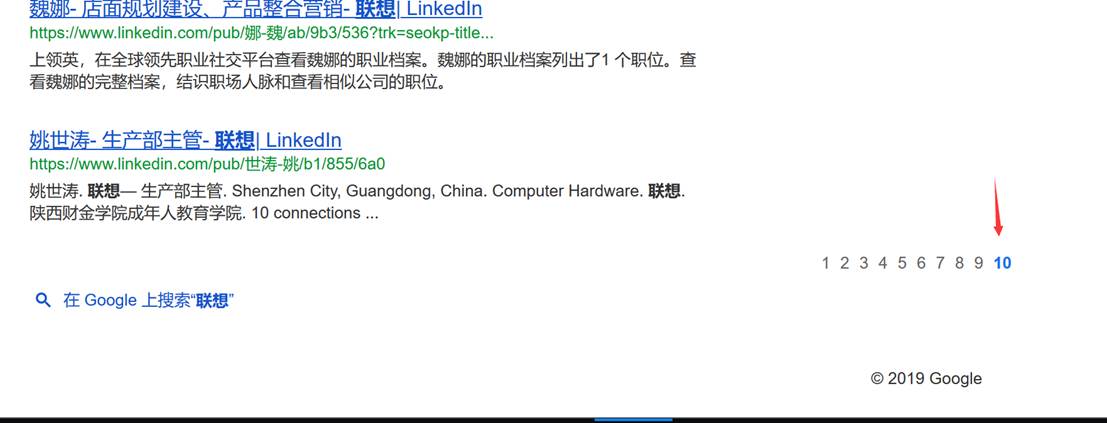 魏娜- 店面规划建设、产品整合营销- 联想| LinkedIn
https://www.linkedin.com/pub/娜-魏/ab/9b3/536?trk=seokp-title...
上领英，在全球领先职业社交平台查看魏娜的职业档案。魏娜的职业档案列出了1 个职位。查
看魏娜的完整档案，结识职场人脉和查看相似公司的职位。
姚世涛- 生产部主管- 联想| LinkedIn
https://www.linkedin.com/pub/世涛-姚/b1/855/6a0
姚世涛. 联想— 生产部主管. Shenzhen City, Guangdong, China. Computer Hardware. 联想.
陕西财金学院成年人教育学院. 10 connections ...
1 2 3 4 5 6 7 8 9 10
在 Google 上搜索“联想”
© 2019 Google